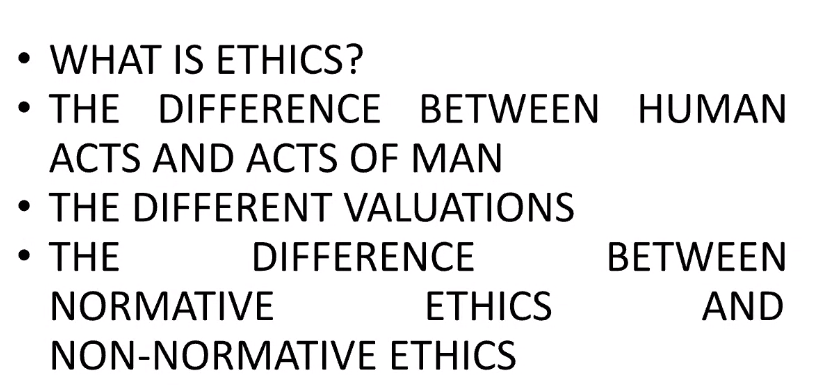 • WHAT IS ETHICS?
• THE DIFFERENCE BETWEEN HUMAN
ACTS AND ACTS OF MAN
• THE DIFFERENT VALUATIONS
• THE DIFFERENCE BETWEEN
NORMATIVE ETHICS AND
NON-NORMATIVE ETHICS